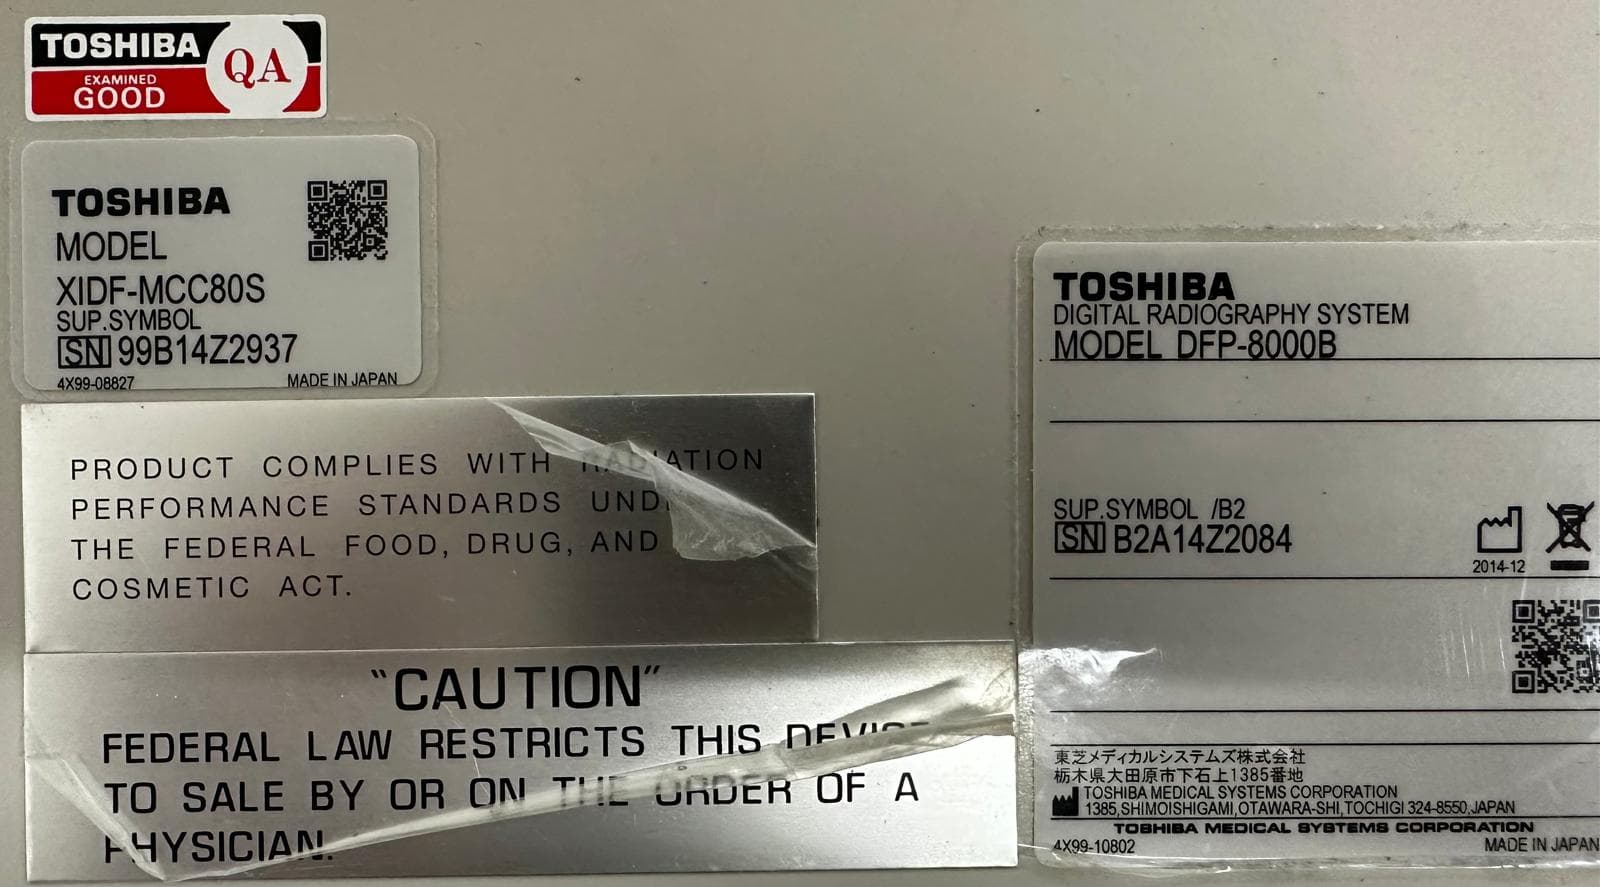 TOSHIBA
EXAMINED
GOOD
QA
TOSHIBA
MODEL
XIDF-MCC80S
SUP.SYMBOL
SN 99B14Z2937
4X99-08827 MADE IN JAPAN
PRODUCT COMPLIES WITH RADIATION
PERFORMANCE STANDARDS
THE FEDERAL FOOD, DRUG, AND
COSMETIC ACT.
"CAUTION"
FEDERAL LAW RESTRICTS THIS DEVICE
TO SALE BY OR ON THE ORDER OF A
PHYSICIAN.
TOSHIBA
DIGITAL RADIOGRAPHY SYSTEM
MODEL DFP-8000B
SUP.SYMBOL /B2
SN B2A14Z2084
2014-12
東芝メディカルシステムズ株式会社
栃木県大田原市下石上1385番地
TOSHIBA MEDICAL SYSTEMS CORPORATION
1385,SHIMOISHIGAMI,OTAWARA-SHI,TOCHIGI 324-8550,JAPAN
TOSHIBA MEDICAL SYSTEMS CORPORATION
4X99-10802 MADE IN JAPAN